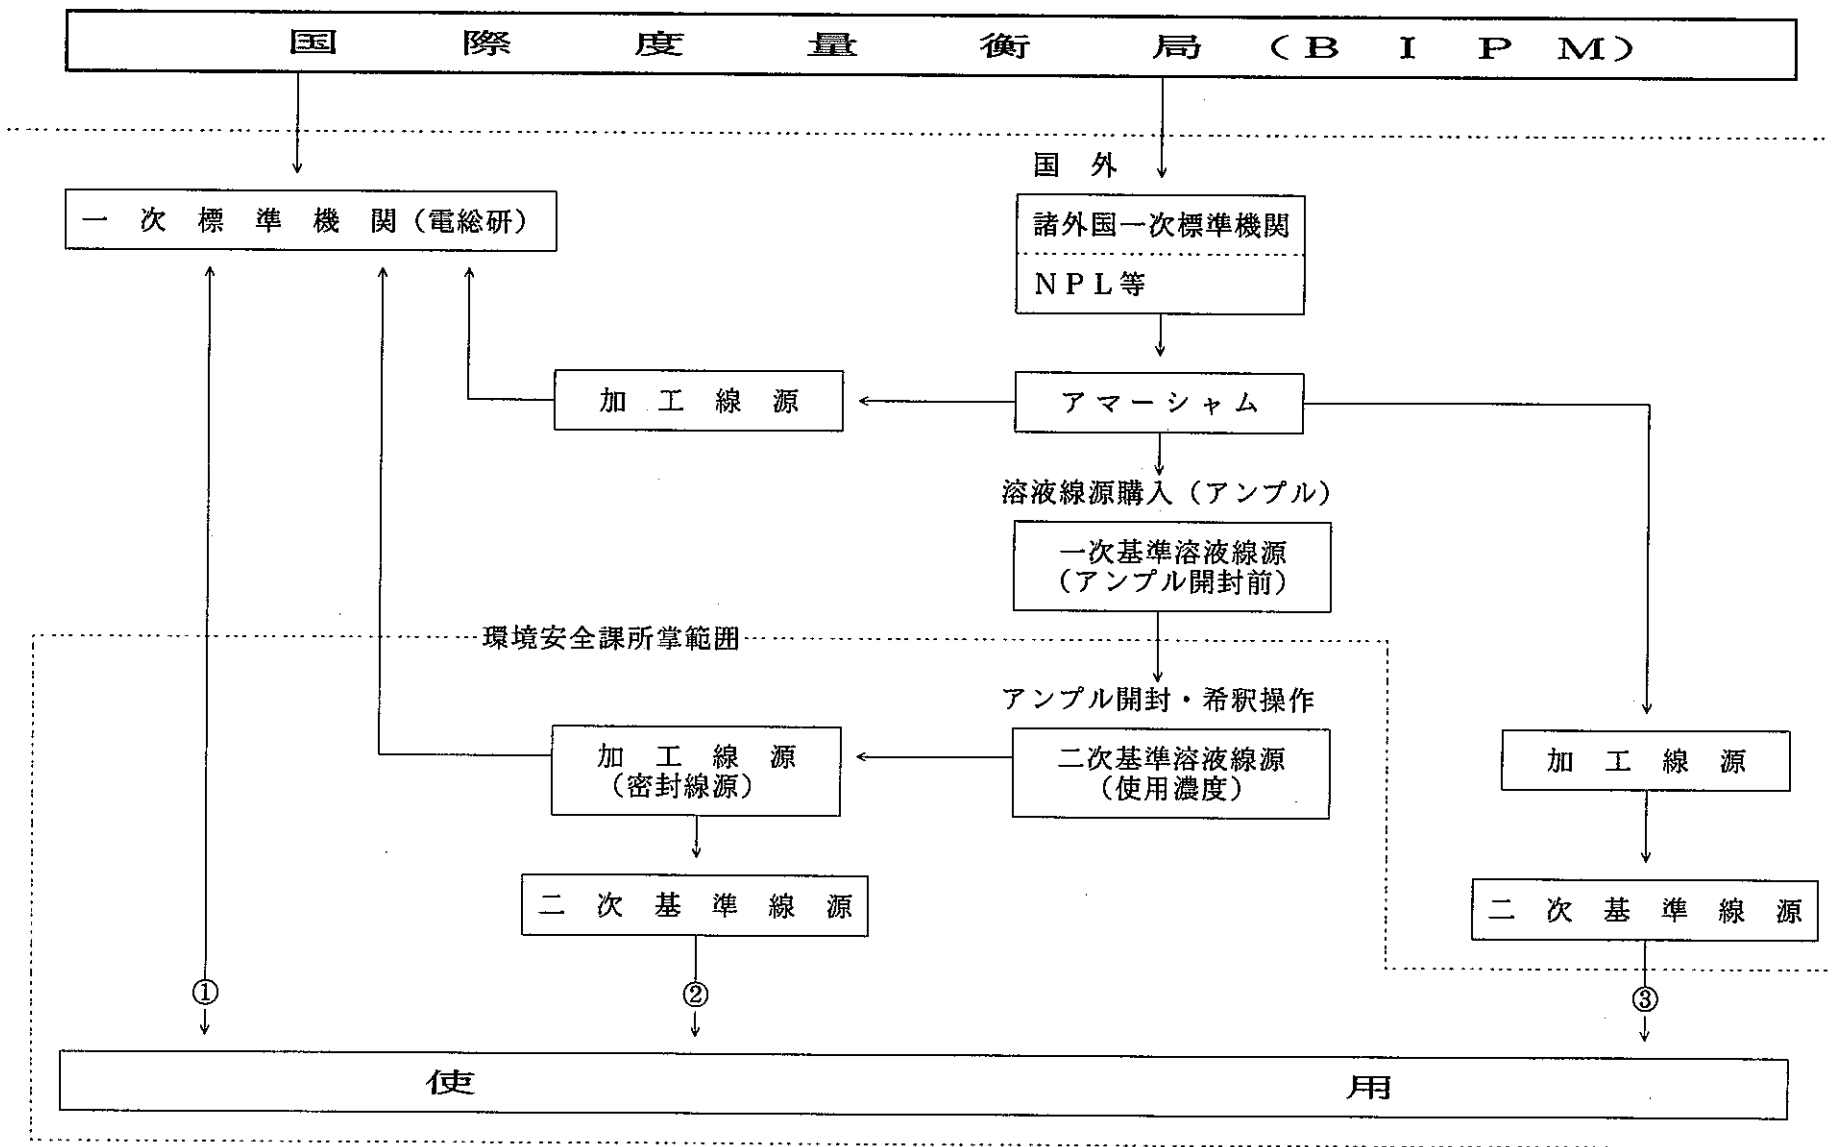 国際度量衡局(BIPM)
国外
一次標準機関(電総研)
諸外国一次標準機関
NPL等
加工線源
アマーシャム
溶液線源購入(アンプル)
一次基準溶液線源
(アンプル開封前)
環境安全課所掌範囲
アンプル開封・希釈操作
加工線源
(密封線源)
二次基準溶液線源
(使用濃度)
加工線源
二次基準線源
二次基準線源
①
②
③
使用